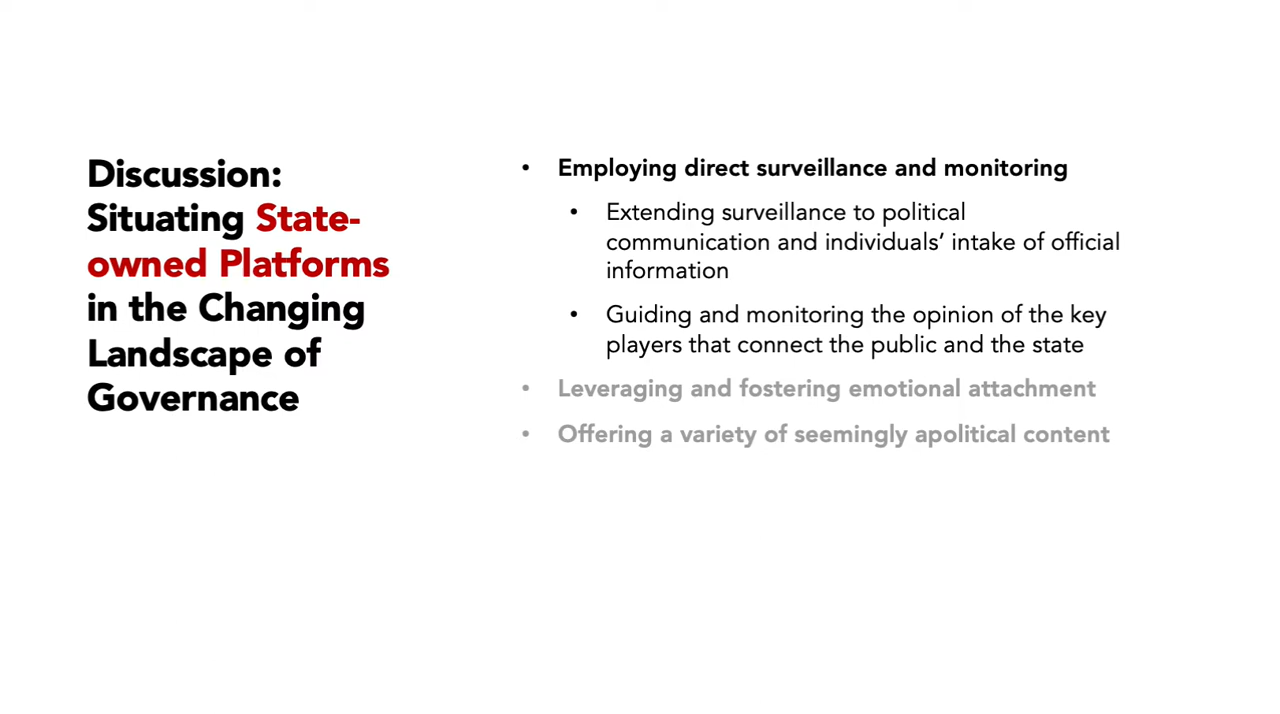 Discussion:
Situating State-
owned Platforms
in the Changing
Landscape of
Governance
• Employing direct surveillance and monitoring
• Extending surveillance to political
communication and individuals’ intake of official
information
• Guiding and monitoring the opinion of the key
players that connect the public and the state
• Leveraging and fostering emotional attachment
• Offering a variety of seemingly apolitical content